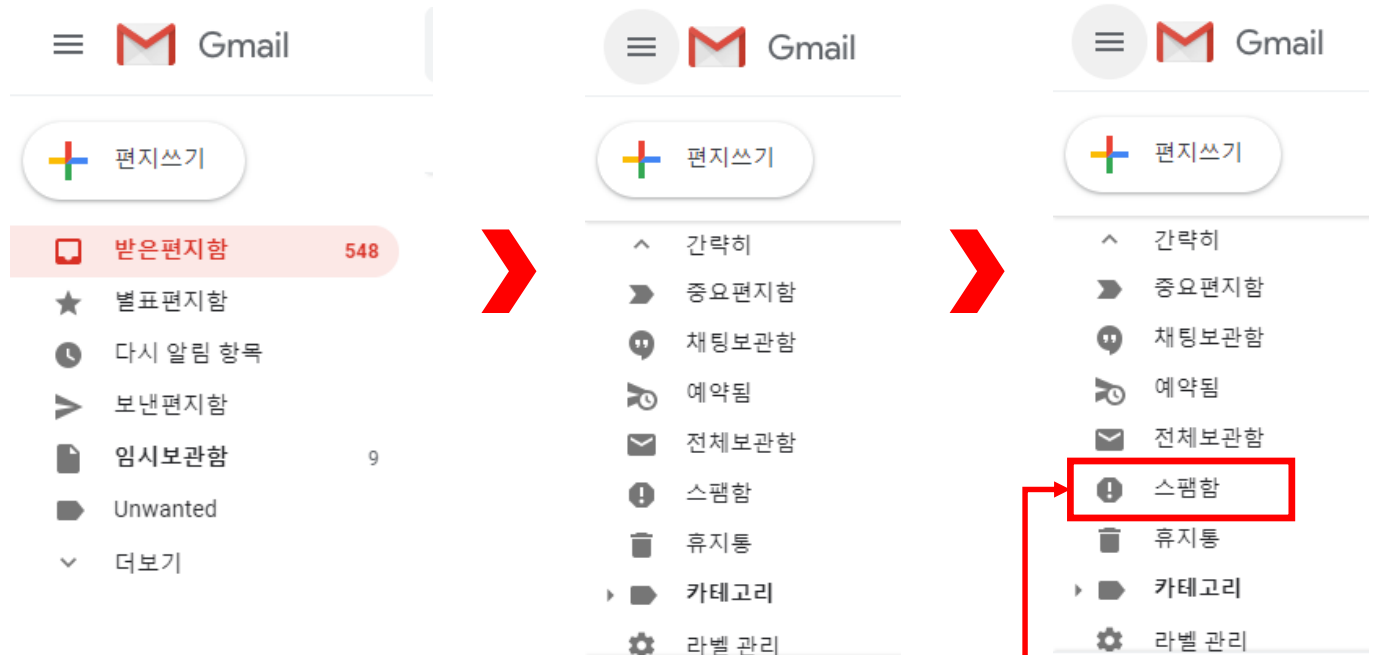 Gmail
편지쓰기
받은편지함 548
별표편지함
다시 알림 항목
보낸편지함
임시보관함 9
Unwanted
더보기
Gmail
편지쓰기
간략히
중요편지함
채팅보관함
예약됨
전체보관함
스팸함
휴지통
카테고리
라벨 관리
Gmail
편지쓰기
간략히
중요편지함
채팅보관함
예약됨
전체보관함
스팸함
휴지통
카테고리
라벨 관리